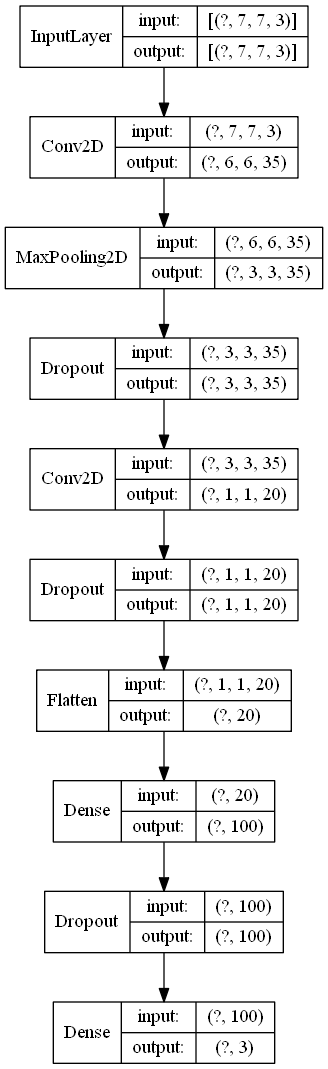 InputLayer
input: [(?, 7, 7, 3)]
output: [(?, 7, 7, 3)]
Conv2D
input: (?, 7, 7, 3)
output: (?, 6, 6, 35)
MaxPooling2D
input: (?, 6, 6, 35)
output: (?, 3, 3, 35)
Dropout
input: (?, 3, 3, 35)
output: (?, 3, 3, 35)
Conv2D
input: (?, 3, 3, 35)
output: (?, 1, 1, 20)
Dropout
input: (?, 1, 1, 20)
output: (?, 1, 1, 20)
Flatten
input: (?, 1, 1, 20)
output: (?, 20)
Dense
input: (?, 20)
output: (?, 100)
Dropout
input: (?, 100)
output: (?, 100)
Dense
input: (?, 100)
output: (?, 3)